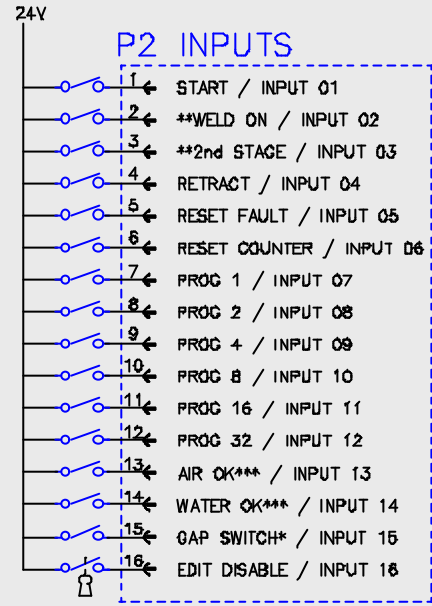 24V
P2 INPUTS
1 START / INPUT 01
2 **WELD ON / INPUT 02
3 **2nd STAGE / INPUT 03
4 RETRACT / INPUT 04
5 RESET FAULT / INPUT 05
6 RESET COUNTER / INPUT 06
7 PROG 1 / INPUT 07
8 PROG 2 / INPUT 08
9 PROG 4 / INPUT 09
10 PROG 8 / INPUT 10
11 PROG 16 / INPUT 11
12 PROG 32 / INPUT 12
13 AIR OK*** / INPUT 13
14 WATER OK*** / INPUT 14
15 GAP SWITCH* / INPUT 15
16 EDIT DISABLE / INPUT 16